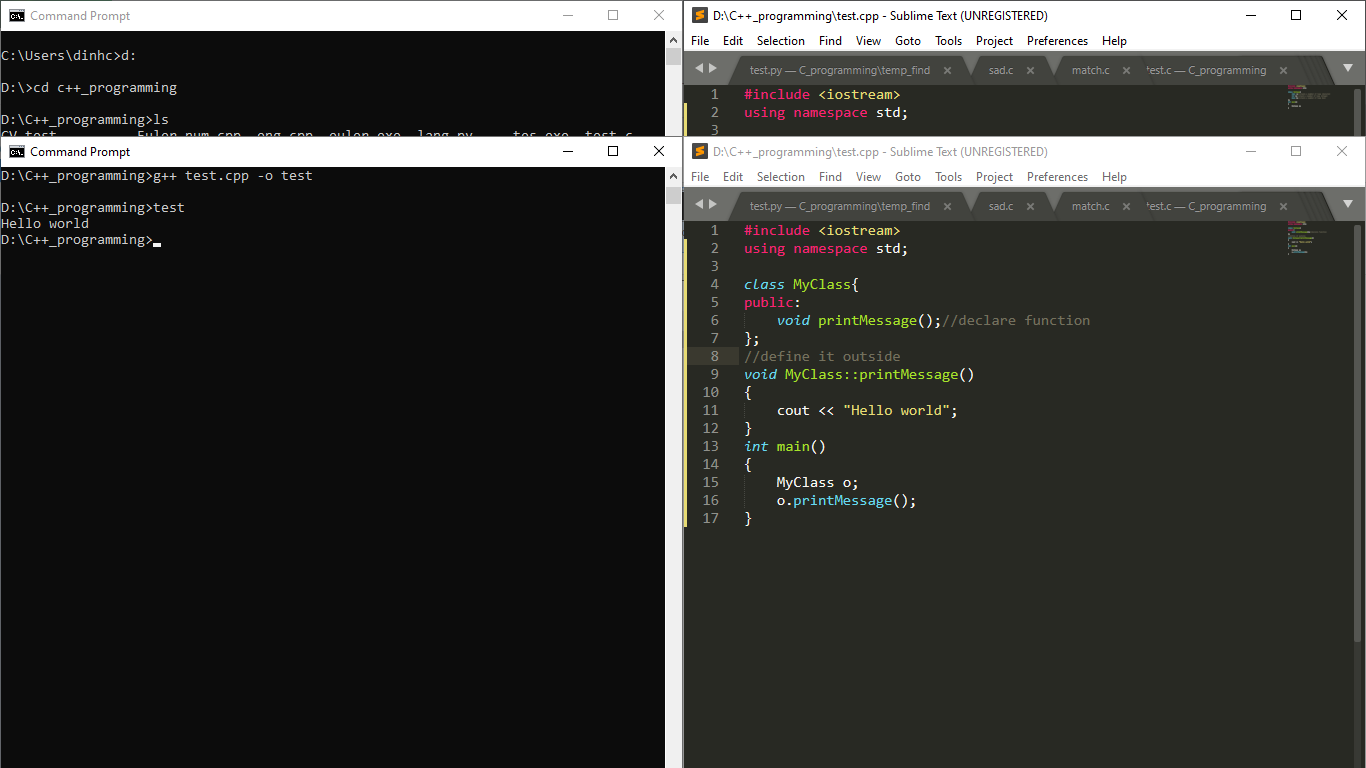 Command Prompt
C:\Users\dinhc>d:
D:\>cd c++_programming
D:\C++_programming>ls
Command Prompt
D:\C++_programming>g++ test.cpp -o test
D:\C++_programming>test
Hello world
D:\C++_programming>
D:\C++_programming\test.cpp - Sublime Text (UNREGISTERED)
File Edit Selection Find View Goto Tools Project Preferences Help
test.py — C_programming\temp_find sad.c match.c test.c — C_programming
1 #include <iostream>
2 using namespace std;
3
D:\C++_programming\test.cpp - Sublime Text (UNREGISTERED)
File Edit Selection Find View Goto Tools Project Preferences Help
test.py — C_programming\temp_find sad.c match.c test.c — C_programming
1 #include <iostream>
2 using namespace std;
3
4 class MyClass{
5 public:
6 void printMessage();//declare function
7 };
8 //define it outside
9 void MyClass::printMessage()
10 {
11 cout << "Hello world";
12 }
13 int main()
14 {
15 MyClass o;
16 o.printMessage();
17 }